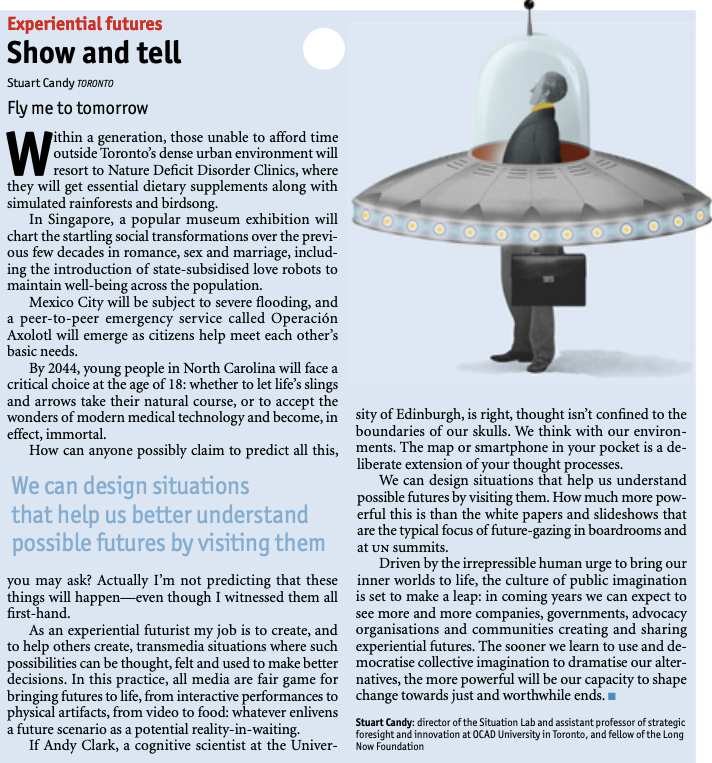 Experiential futures
Show and tell
Stuart Candy TORONTO
Fly me to tomorrow
Within a generation, those unable to afford time
outside Toronto's dense urban environment will
resort to Nature Deficit Disorder Clinics, where
they will get essential dietary supplements along with
simulated rainforests and birdsong.
In Singapore, a popular museum exhibition will
chart the startling social transformations over the previ-
ous few decades in romance, sex and marriage, includ-
ing the introduction of state-subsidised love robots to
maintain well-being across the population.
Mexico City will be subject to severe flooding, and
a peer-to-peer emergency service called Operación
Axolotl will emerge as citizens help meet each other's
basic needs.
By 2044, young people in North Carolina will face a
critical choice at the age of 18: whether to let life's slings
and arrows take their natural course, or to accept the
wonders of modern medical technology and become, in
effect, immortal.
How can anyone possibly claim to predict all this,
We can design situations
that help us better understand
possible futures by visiting them
you may ask? Actually I'm not predicting that these
things will happen—even though I witnessed them all
first-hand.
As an experiential futurist my job is to create, and
to help others create, transmedia situations where such
possibilities can be thought, felt and used to make better
decisions. In this practice, all media are fair game for
bringing futures to life, from interactive performances to
physical artifacts, from video to food: whatever enlivens
a future scenario as a potential reality-in-waiting.
If Andy Clark, a cognitive scientist at the Univer-
sity of Edinburgh, is right, thought isn't confined to the
boundaries of our skulls. We think with our environ-
ments. The map or smartphone in your pocket is a de-
liberate extension of your thought processes.
We can design situations that help us understand
possible futures by visiting them. How much more pow-
erful this is than the white papers and slideshows that
are the typical focus of future-gazing in boardrooms and
at UN summits.
Driven by the irrepressible human urge to bring our
inner worlds to life, the culture of public imagination
is set to make a leap: in coming years we can expect to
see more and more companies, governments, advocacy
organisations and communities creating and sharing
experiential futures. The sooner we learn to use and de-
mocratise collective imagination to dramatise our alter-
natives, the more powerful will be our capacity to shape
change towards just and worthwhile ends. ■
Stuart Candy: director of the Situation Lab and assistant professor of strategic
foresight and innovation at OCAD University in Toronto, and fellow of the Long
Now Foundation